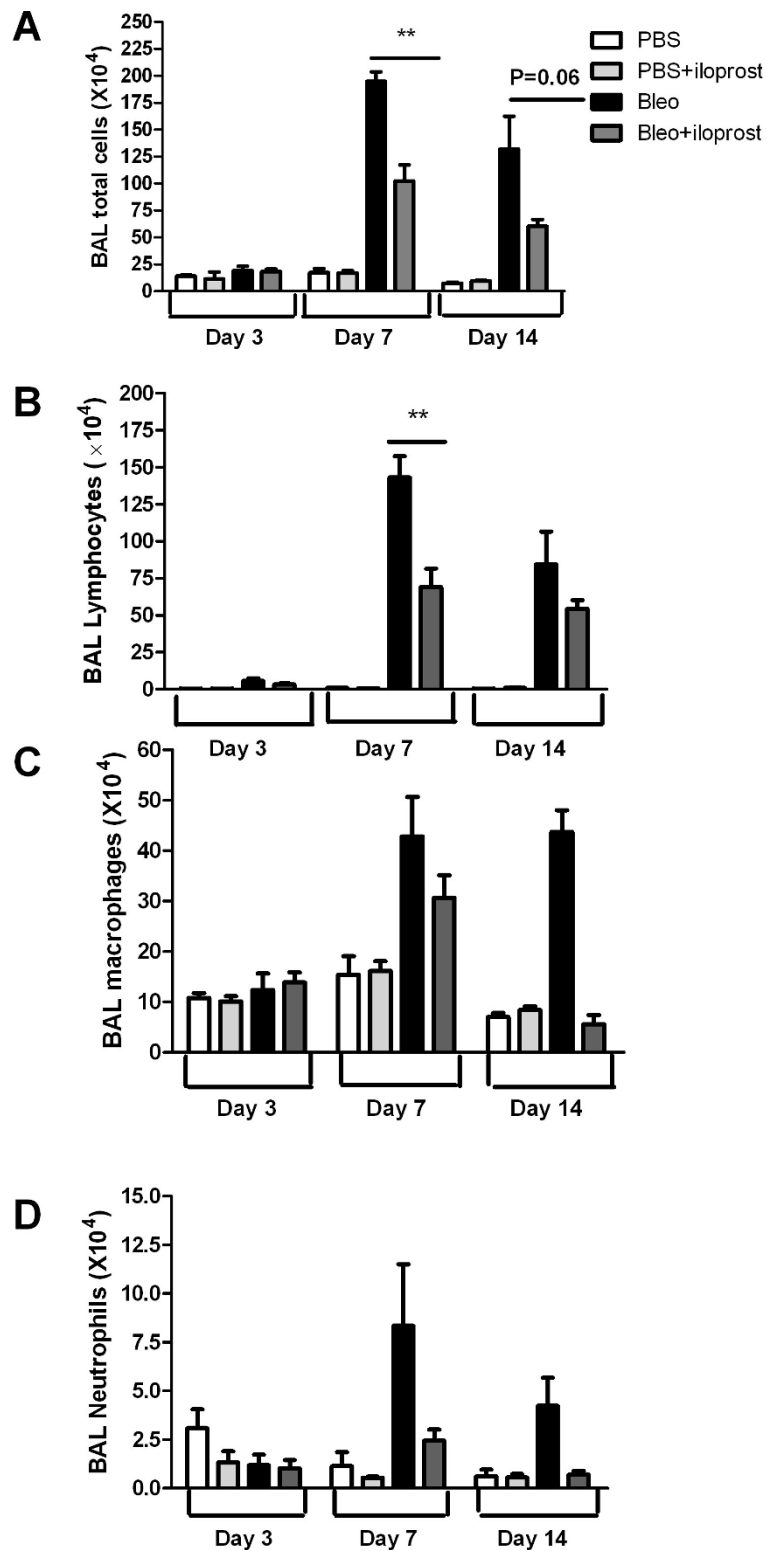 A
BAL total cells (X10⁴)
250
225
200
175
150
125
100
75
50
25
0
**
P=0.06
PBS
PBS+iloprost
Bleo
Bleo+iloprost
Day 3 Day 7 Day 14
B
BAL Lymphocytes (×10⁴)
200
175
150
125
100
75
50
25
0
**
Day 3 Day 7 Day 14
C
BAL macrophages (X10⁴)
60
50
40
30
20
10
0
Day 3 Day 7 Day 14
D
BAL Neutrophils (X10⁴)
15.0
12.5
10.0
7.5
5.0
2.5
0.0
Day 3 Day 7 Day 14